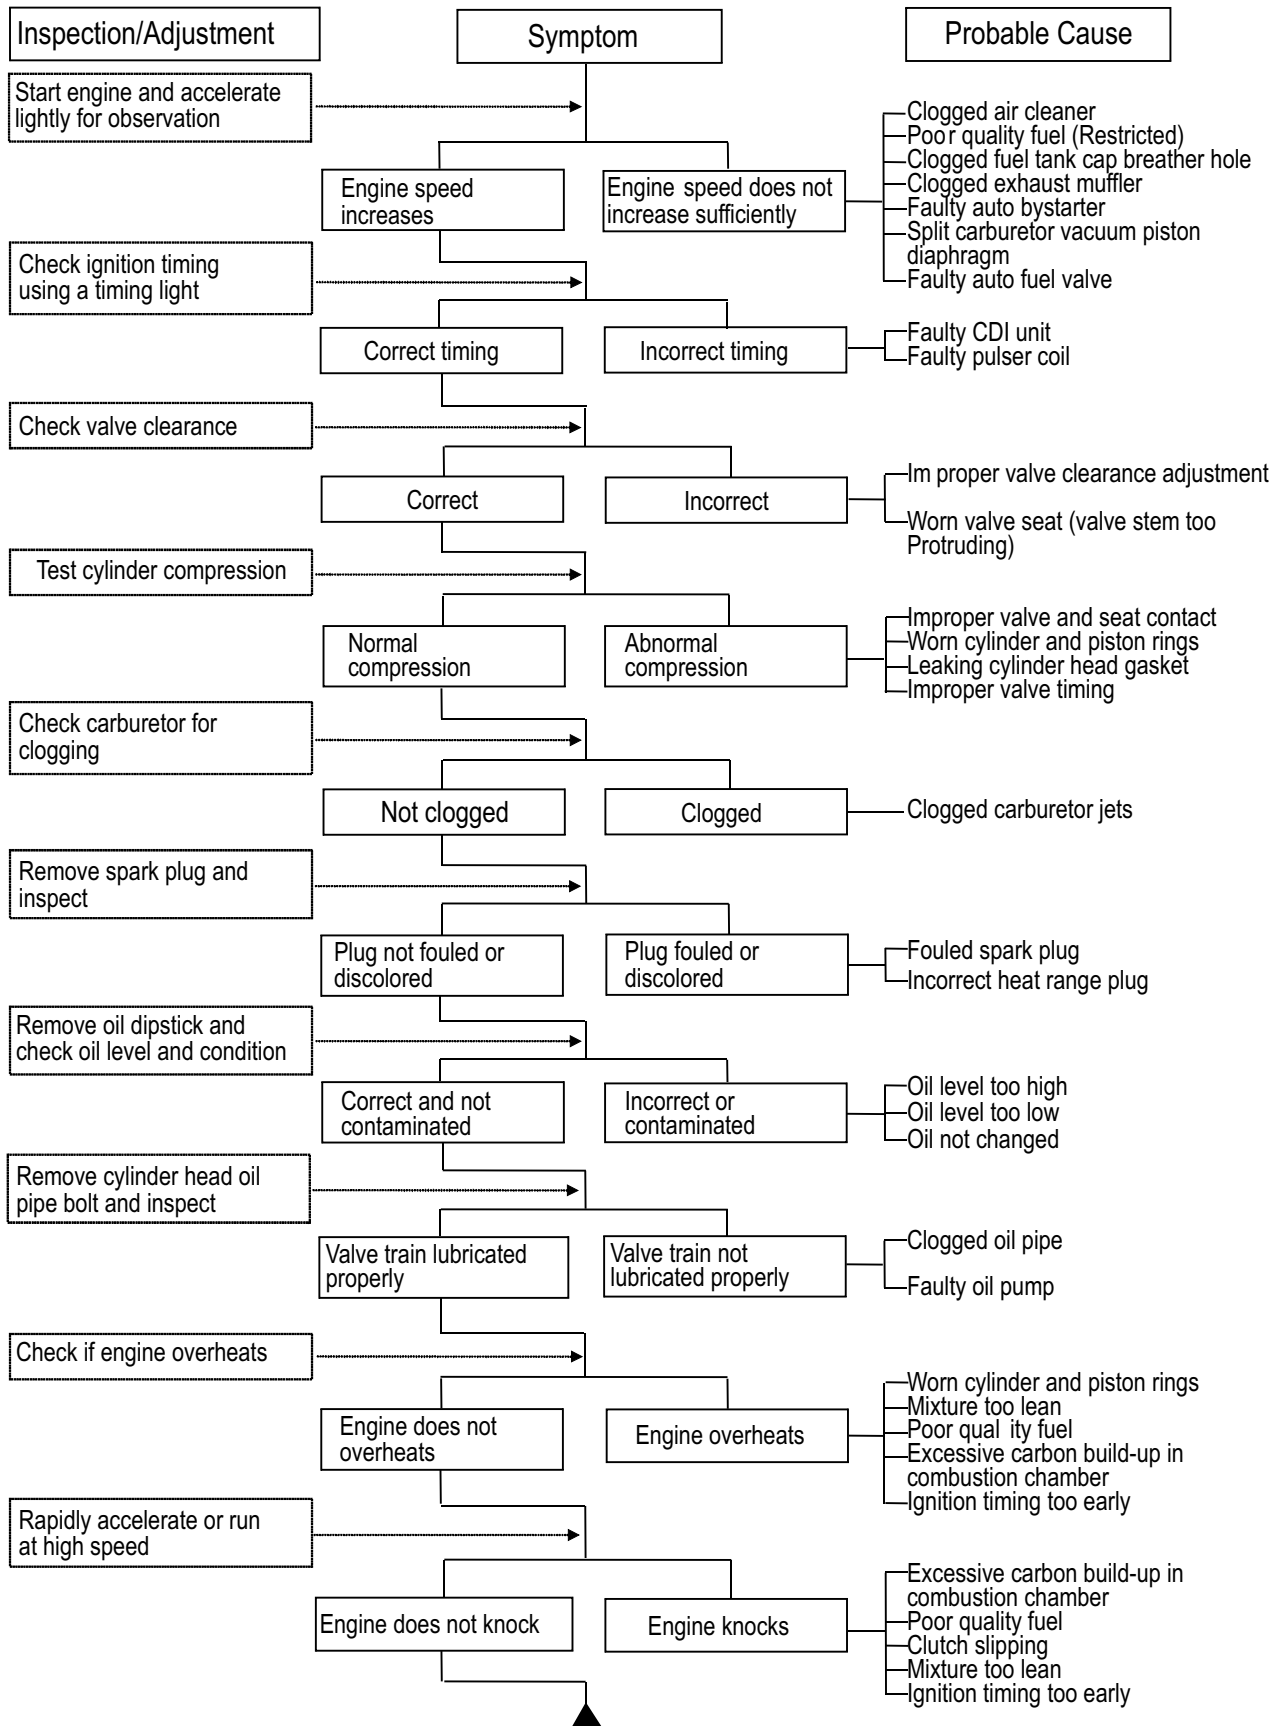 Inspection/Adjustment
Symptom
Probable Cause
Start engine and accelerate
lightly for observation
Clogged air cleaner
Poor quality fuel (Restricted)
Clogged fuel tank cap breather hole
Clogged exhaust muffler
Faulty auto bystarter
Split carburetor vacuum piston
diaphragm
Faulty auto fuel valve
Engine speed
increases
Engine speed does not
increase sufficiently
Check ignition timing
using a timing light
Correct timing
Incorrect timing
Faulty CDI unit
Faulty pulser coil
Check valve clearance
Correct
Incorrect
Im proper valve clearance adjustment
Worn valve seat (valve stem too
Protruding)
Test cylinder compression
Normal
compression
Abnormal
compression
Improper valve and seat contact
Worn cylinder and piston rings
Leaking cylinder head gasket
Improper valve timing
Check carburetor for
clogging
Not clogged
Clogged
Clogged carburetor jets
Remove spark plug and
inspect
Plug not fouled or
discolored
Plug fouled or
discolored
Fouled spark plug
Incorrect heat range plug
Remove oil dipstick and
check oil level and condition
Correct and not
contaminated
Incorrect or
contaminated
Oil level too high
Oil level too low
Oil not changed
Remove cylinder head oil
pipe bolt and inspect
Valve train lubricated
properly
Valve train not
lubricated properly
Clogged oil pipe
Faulty oil pump
Check if engine overheats
Engine does not
overheats
Engine overheats
Worn cylinder and piston rings
Mixture too lean
Poor qual ity fuel
Excessive carbon build-up in
combustion chamber
Ignition timing too early
Rapidly accelerate or run
at high speed
Engine does not knock
Engine knocks
Excessive carbon build-up in
combustion chamber
Poor quality fuel
Clutch slipping
Mixture too lean
Ignition timing too early